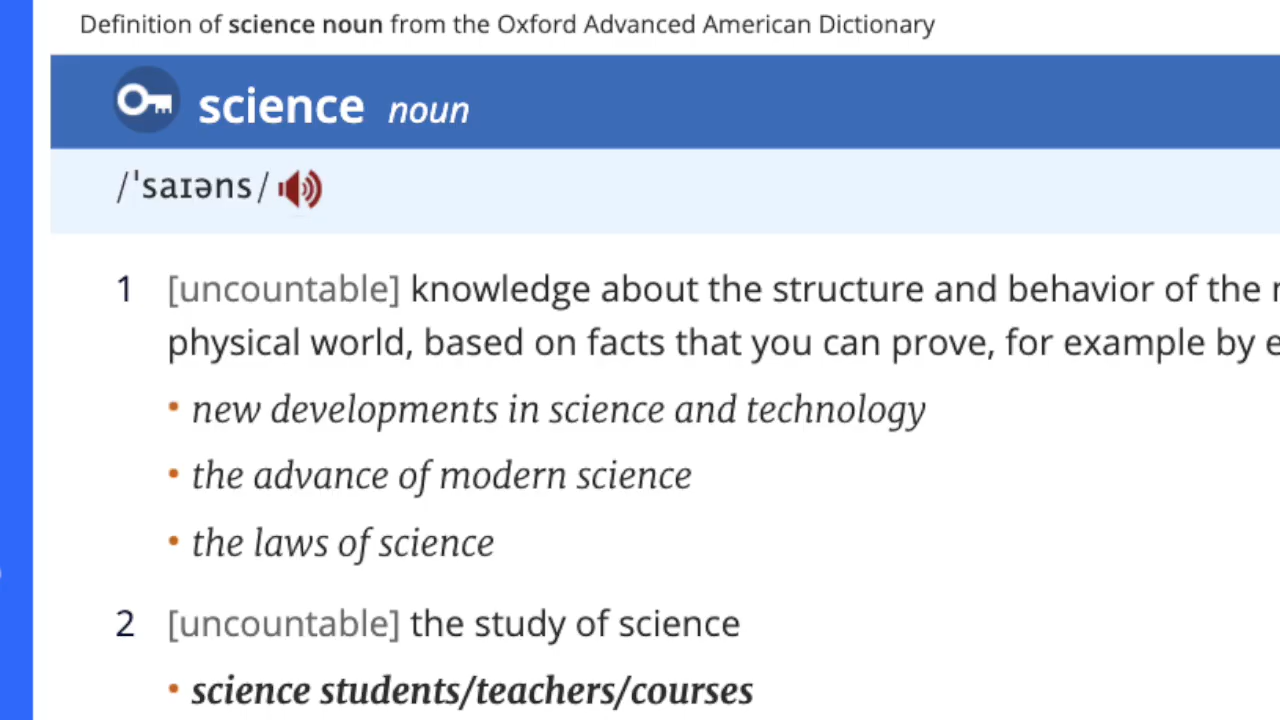 Definition of science noun from the Oxford Advanced American Dictionary
science noun
/ˈsaɪəns/
1 [uncountable] knowledge about the structure and behavior of the
physical world, based on facts that you can prove, for example by
• new developments in science and technology
• the advance of modern science
• the laws of science
2 [uncountable] the study of science
• science students/teachers/courses